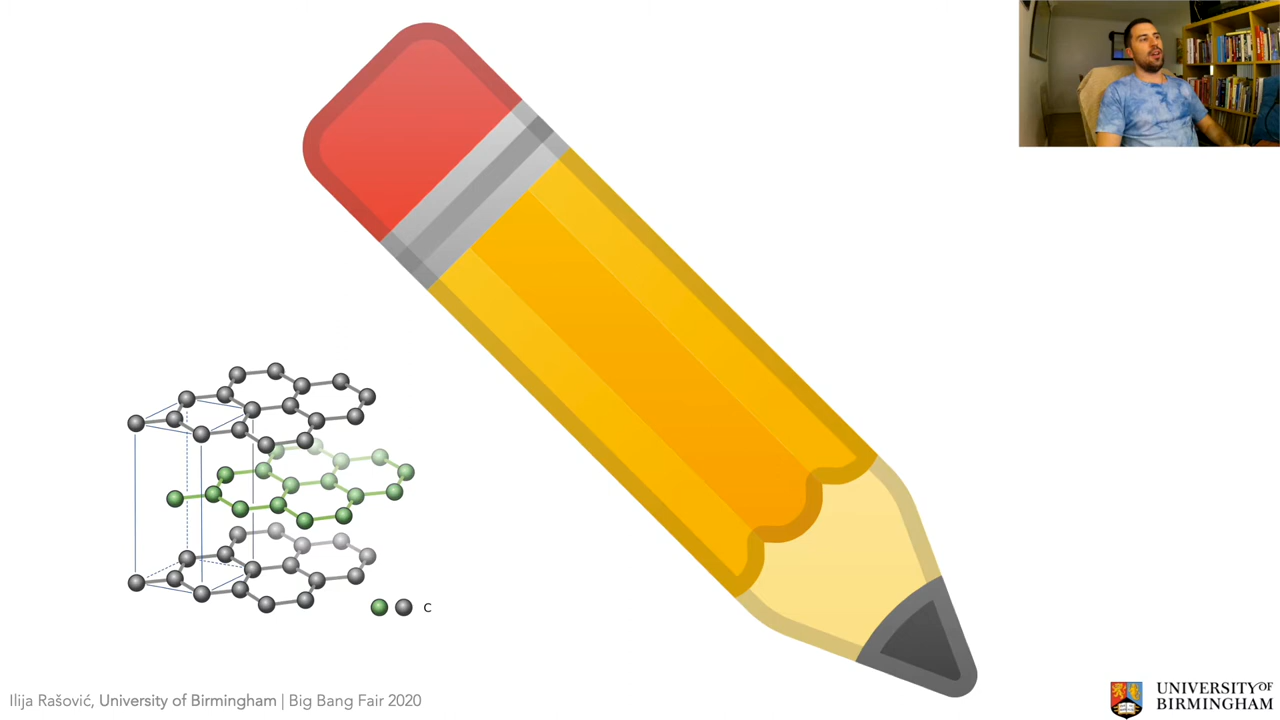 C
Ilija Rašović, University of Birmingham | Big Bang Fair 2020
UNIVERSITY OF
BIRMINGHAM